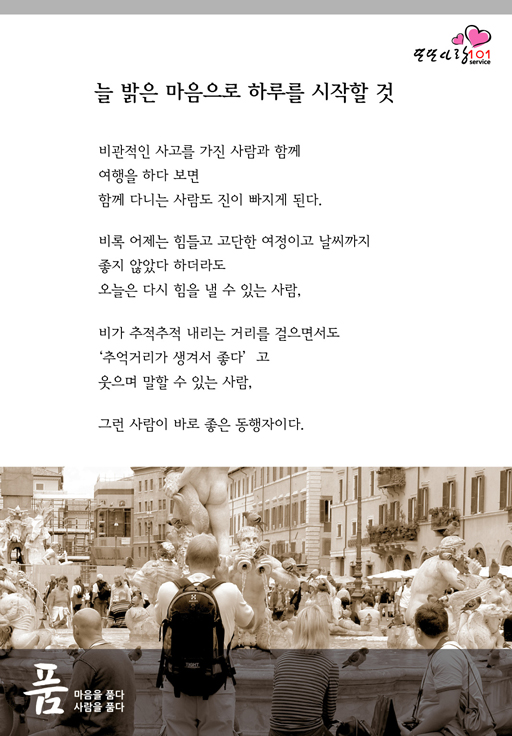 또또사랑101
service
늘 밝은 마음으로 하루를 시작할 것
비관적인 사고를 가진 사람과 함께
여행을 하다 보면
함께 다니는 사람도 진이 빠지게 된다.
비록 어제는 힘들고 고단한 여정이고 날씨까지
좋지 않았다 하더라도
오늘은 다시 힘을 낼 수 있는 사람,
비가 추적추적 내리는 거리를 걸으면서도
‘추억거리가 생겨서 좋다’ 고
웃으며 말할 수 있는 사람,
그런 사람이 바로 좋은 동행자이다.
품
마음을 품다
사람을 품다